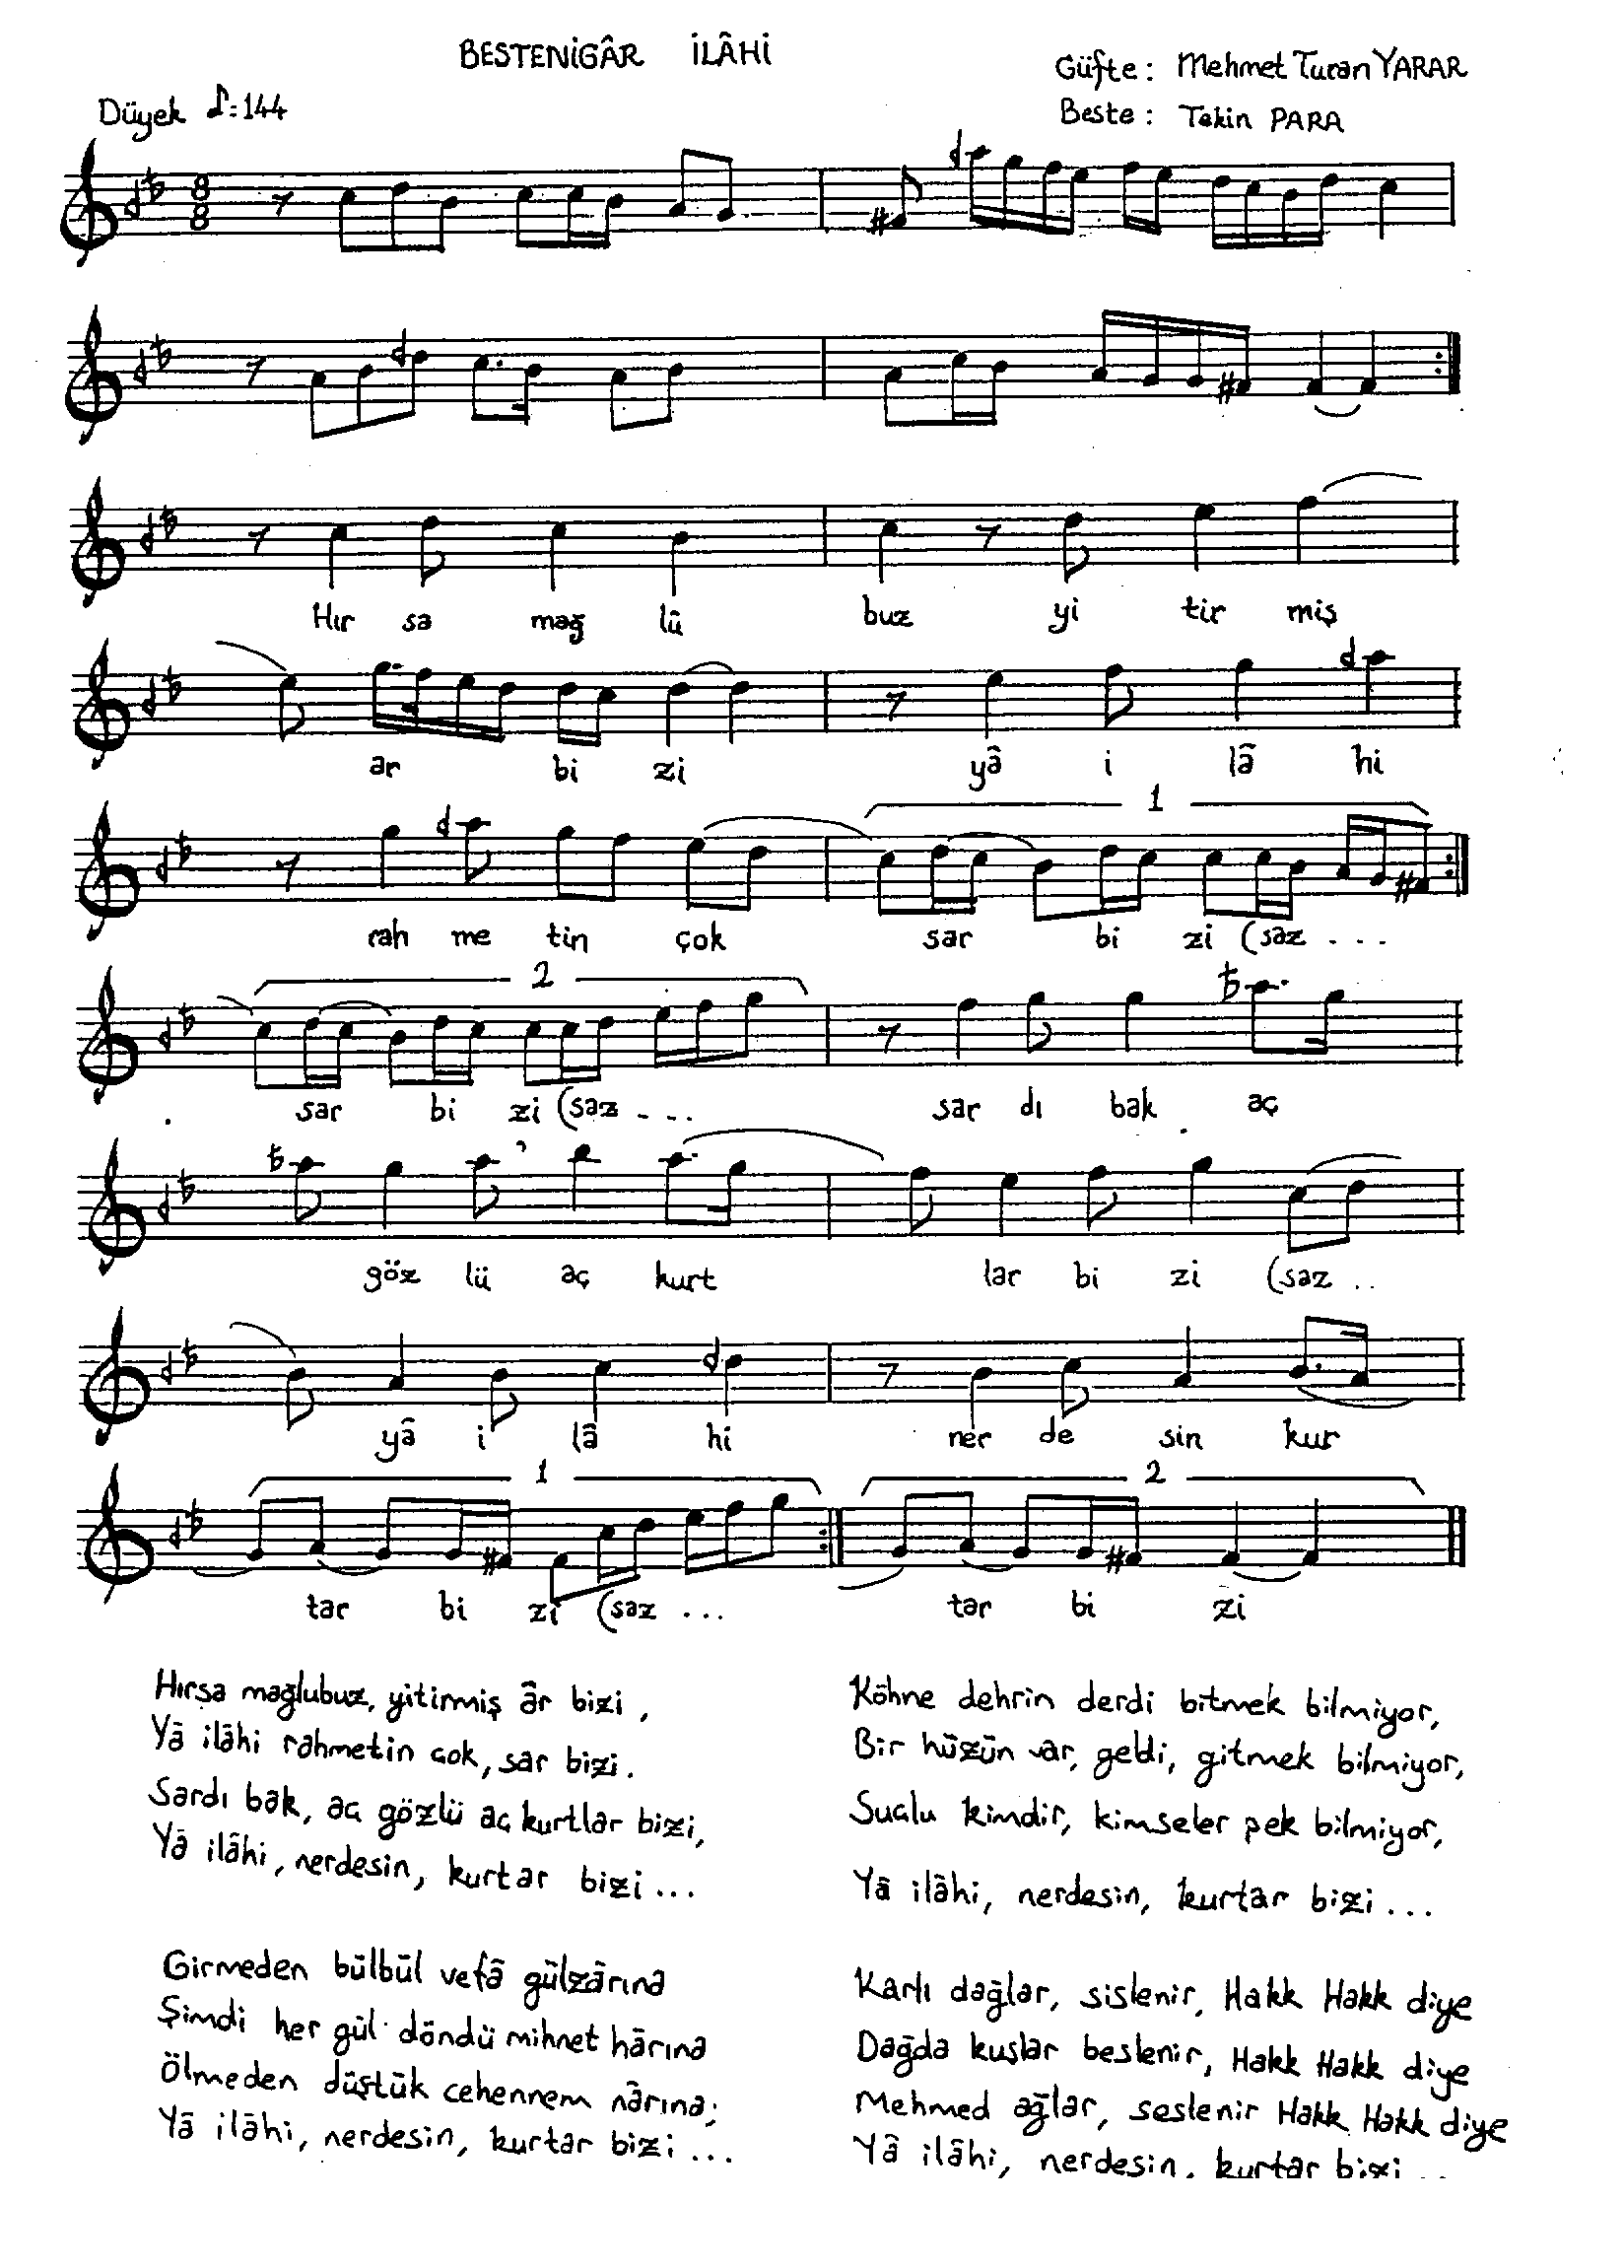 BESTENİGÂR İLÂHİ
Güfte : Mehmet Turan YARAR
Düyek ♪=144
Beste : Tekin PARA
8
8
Hır sa mağ lû buz yi tir miş
ar bi zi yâ i lâ hi
1
rah me tin çok sar bi zi (saz ...
2
sar bi zi (saz ... sar dı bak aç
göz lü aç kurt lar bi zi (saz ..
yâ i lâ hi ner de sin kur
1 2
tar bi zi (saz ... tar bi zi
Hırsa mağlubuz, yitirmiş âr bizi,
Yâ ilâhi rahmetin çok, sar bizi.
Sardı bak, aç gözlü aç kurtlar bizi,
Yâ ilâhi, nerdesin, kurtar bizi...
Girmeden bülbül vefâ gülzârına
Şimdi her gül döndü mihnet hârına
Ölmeden düştük cehennem nârına;
Yâ ilâhi, nerdesin, kurtar bizi...
Köhne dehrin derdi bitmek bilmiyor,
Bir hüzün var, geldi, gitmek bilmiyor,
Suçlu kimdir, kimseler pek bilmiyor,
Yâ ilâhi, nerdesin, kurtar bizi...
Karlı dağlar, sislenir, Hakk Hakk diye
Dağda kuşlar beslenir, Hakk Hakk diye
Mehmed ağlar, seslenir Hakk Hakk diye
Yâ ilâhi, nerdesin, kurtar bizi...